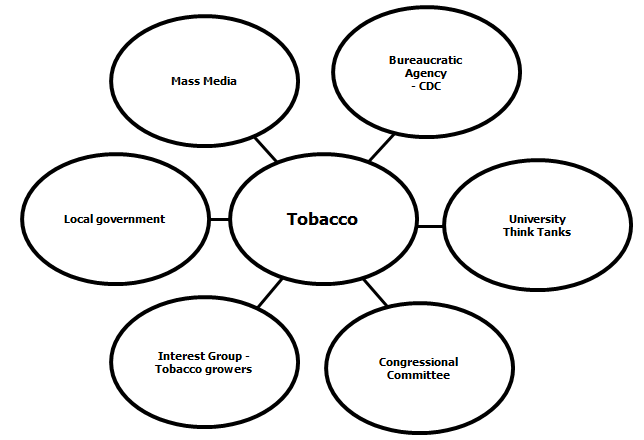 Mass Media
Bureaucratic
Agency
- CDC
Local government
Tobacco
University
Think Tanks
Interest Group -
Tobacco growers
Congressional
Committee